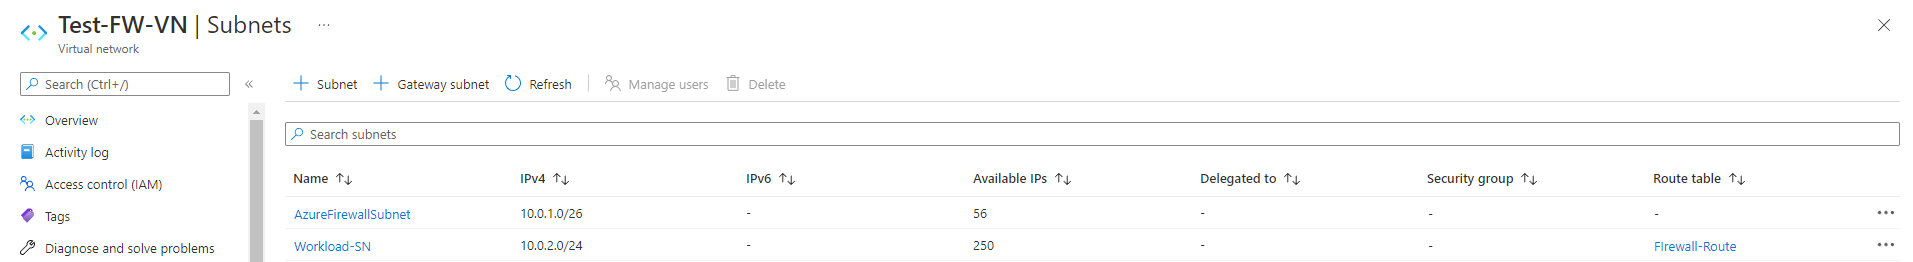 Test-FW-VN | Subnets ...
Virtual network
Search (Ctrl+/) «
Overview
Activity log
Access control (IAM)
Tags
Diagnose and solve problems
+ Subnet + Gateway subnet Refresh Manage users Delete
Search subnets
Name ↑↓ IPv4 ↑↓ IPv6 ↑↓ Available IPs ↑↓ Delegated to ↑↓ Security group ↑↓ Route table ↑↓
AzureFirewallSubnet 10.0.1.0/26 - 56 - - - ...
Workload-SN 10.0.2.0/24 - 250 - - FIrewall-Route ...